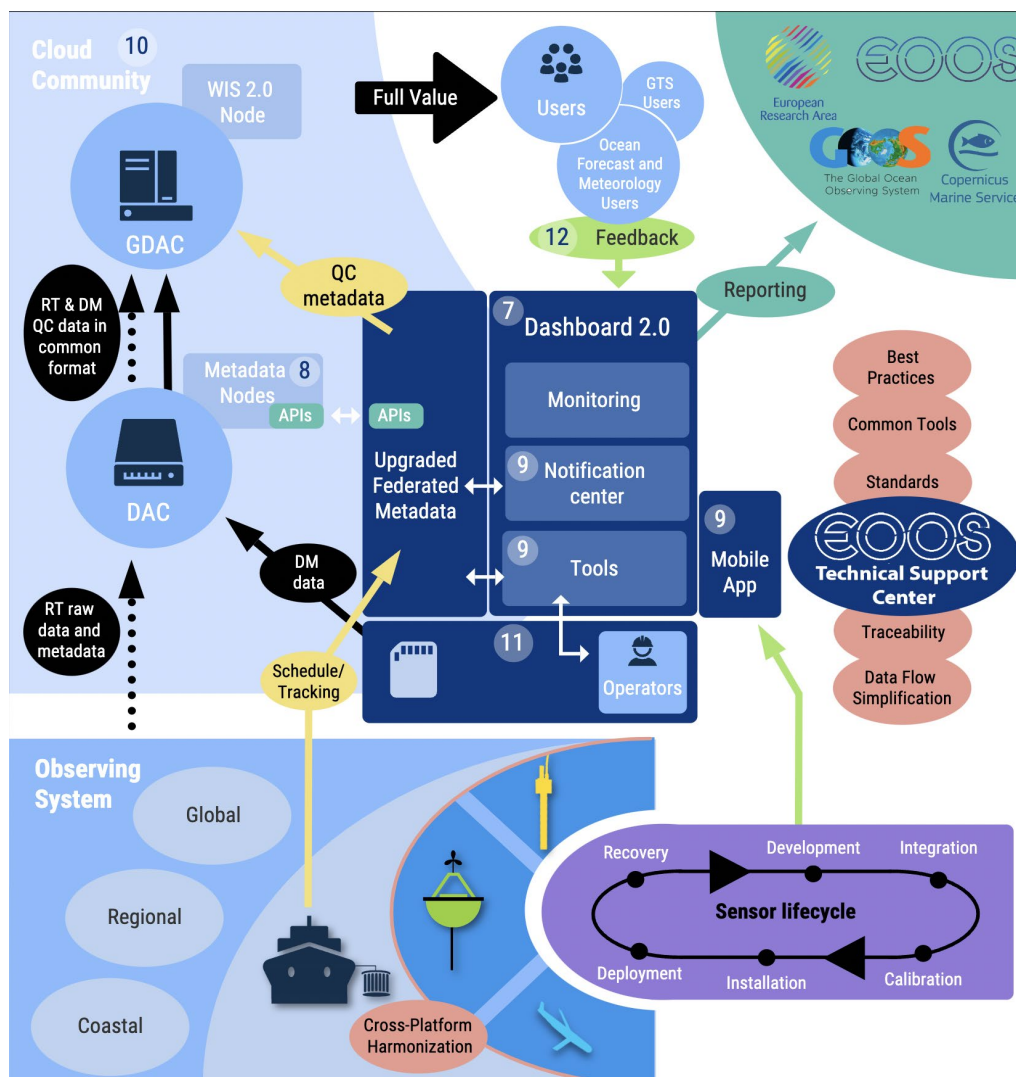 Cloud
Community
10
WIS 2.0
Node
GDAC
RT & DM
QC data in
common
format
QC
metadata
Metadata
Nodes
8
APIs
APIs
DAC
DM
data
RT raw
data and
metadata
Schedule/
Tracking
Full Value
Users
GTS
Users
Ocean
Forecast and
Meteorology
Users
12
Feedback
European
Research Area
EOOS
GOOS
The Global Ocean
Observing System
Copernicus
Marine Service
Reporting
Upgraded
Federated
Metadata
7
Dashboard 2.0
Monitoring
9
Notification
center
9
Tools
9
Mobile
App
11
Operators
Best
Practices
Common Tools
Standards
EOOS
Technical Support
Center
Traceability
Data Flow
Simplification
Observing
System
Global
Regional
Coastal
Cross-Platform
Harmonization
Recovery
Development
Integration
Sensor lifecycle
Deployment
Installation
Calibration